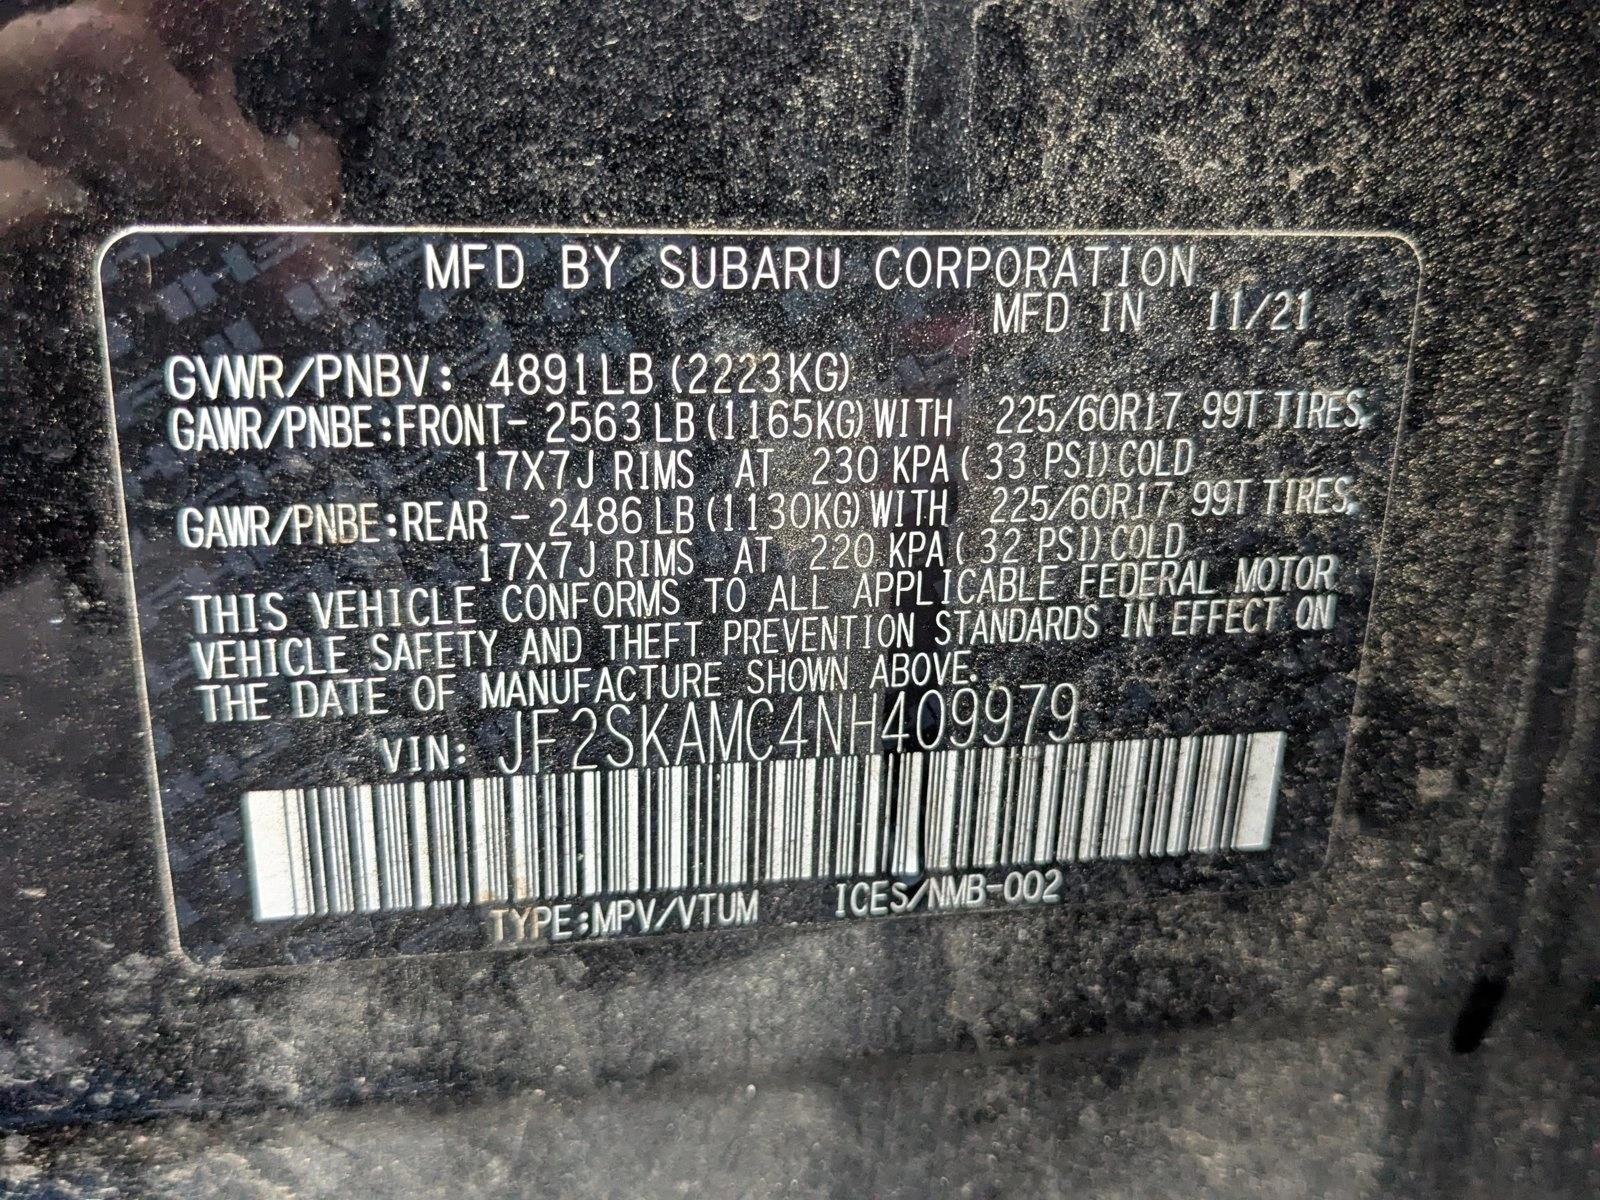 MFD BY SUBARU CORPORATION
MFD IN 11/21
GVWR/PNBV: 4891LB (2223KG)
GAWR/PNBE:FRONT- 2563 LB (1165KG) WITH 225/60R17 99T TIRES,
17X7J RIMS AT 230 KPA ( 33 PSI) COLD
GAWR/PNBE:REAR - 2486 LB (1130KG) WITH 225/60R17 99T TIRES,
17X7J RIMS AT 220 KPA ( 32 PSI) COLD
THIS VEHICLE CONFORMS TO ALL APPLICABLE FEDERAL MOTOR
VEHICLE SAFETY AND THEFT PREVENTION STANDARDS IN EFFECT ON
THE DATE OF MANUFACTURE SHOWN ABOVE.
VIN: JF2SKAMC4NH409979
TYPE:MPV/VTUM ICES/NMB-002